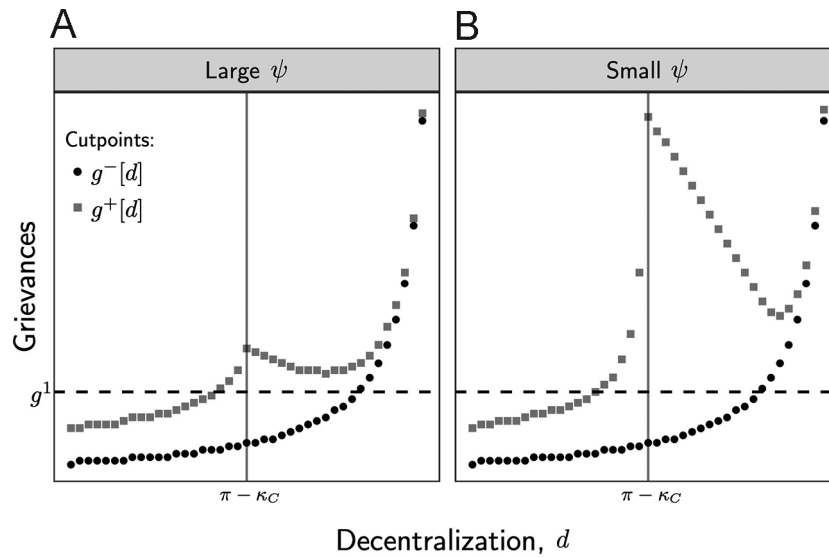 A
B
Large ψ
Small ψ
Cutpoints:
g⁻[d]
g⁺[d]
Grievances
g¹
π − κ_C
π − κ_C
Decentralization, d